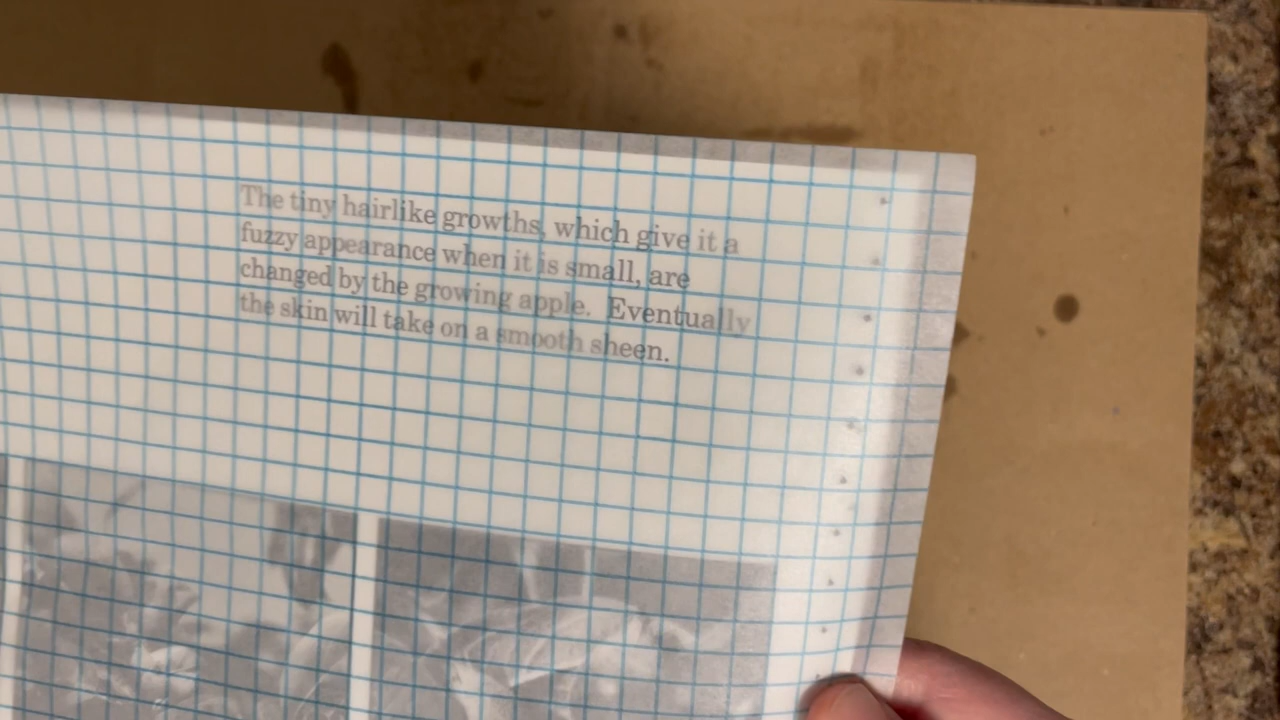 The tiny hairlike growths, which give it a
fuzzy appearance when it is small, are
changed by the growing apple. Eventually
the skin will take on a smooth sheen.